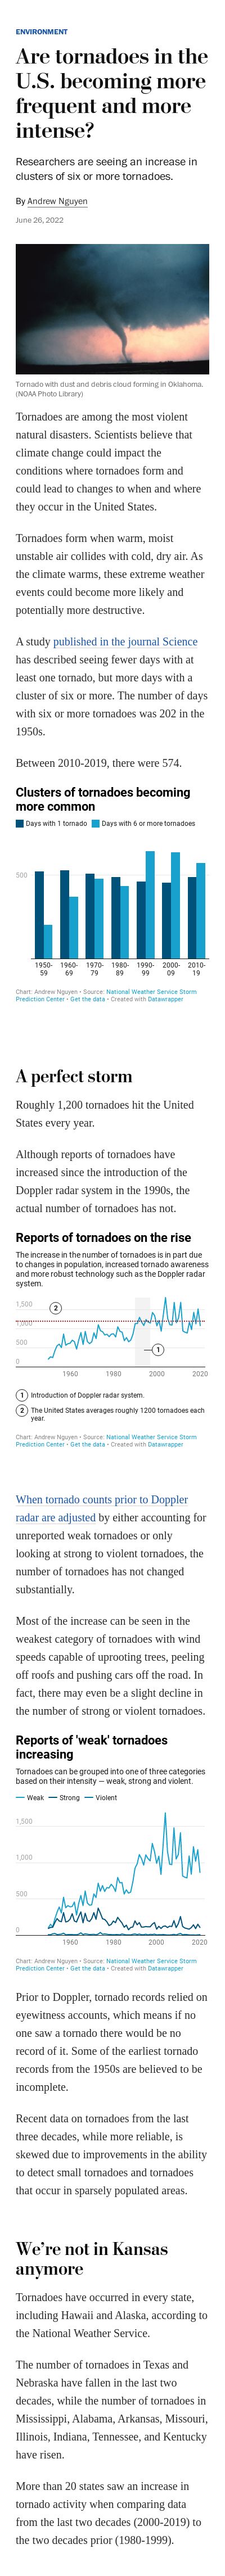 ENVIRONMENT
Are tornadoes in the
U.S. becoming more
frequent and more
intense?
Researchers are seeing an increase in
clusters of six or more tornadoes.
By Andrew Nguyen
June 26, 2022
Tornado with dust and debris cloud forming in Oklahoma.
(NOAA Photo Library)
Tornadoes are among the most violent
natural disasters. Scientists believe that
climate change could impact the
conditions where tornadoes form and
could lead to changes to when and where
they occur in the United States.
Tornadoes form when warm, moist
unstable air collides with cold, dry air. As
the climate warms, these extreme weather
events could become more likely and
potentially more destructive.
A study published in the journal Science
has described seeing fewer days with at
least one tornado, but more days with a
cluster of six or more. The number of days
with six or more tornadoes was 202 in the
1950s.
Between 2010-2019, there were 574.
Clusters of tornadoes becoming
more common
Days with 1 tornado Days with 6 or more tornadoes
500
1950-59 1960-69 1970-79 1980-89 1990-99 2000-09 2010-19
Chart: Andrew Nguyen • Source: National Weather Service Storm
Prediction Center • Get the data • Created with Datawrapper
A perfect storm
Roughly 1,200 tornadoes hit the United
States every year.
Although reports of tornadoes have
increased since the introduction of the
Doppler radar system in the 1990s, the
actual number of tornadoes has not.
Reports of tornadoes on the rise
The increase in the number of tornadoes is in part due
to changes in population, increased tornado awareness
and more robust technology such as the Doppler radar
system.
1,500
2
1,000
500
1
0
1960 1980 2000 2020
1 Introduction of Doppler radar system.
2 The United States averages roughly 1200 tornadoes each
year.
Chart: Andrew Nguyen • Source: National Weather Service Storm
Prediction Center • Get the data • Created with Datawrapper
When tornado counts prior to Doppler
radar are adjusted by either accounting for
unreported weak tornadoes or only
looking at strong to violent tornadoes, the
number of tornadoes has not changed
substantially.
Most of the increase can be seen in the
weakest category of tornadoes with wind
speeds capable of uprooting trees, peeling
off roofs and pushing cars off the road. In
fact, there may even be a slight decline in
the number of strong or violent tornadoes.
Reports of 'weak' tornadoes
increasing
Tornadoes can be grouped into one of three categories
based on their intensity — weak, strong and violent.
Weak Strong Violent
1,500
1,000
500
0
1960 1980 2000 2020
Chart: Andrew Nguyen • Source: National Weather Service Storm
Prediction Center • Get the data • Created with Datawrapper
Prior to Doppler, tornado records relied on
eyewitness accounts, which means if no
one saw a tornado there would be no
record of it. Some of the earliest tornado
records from the 1950s are believed to be
incomplete.
Recent data on tornadoes from the last
three decades, while more reliable, is
skewed due to improvements in the ability
to detect small tornadoes and tornadoes
that occur in sparsely populated areas.
We’re not in Kansas
anymore
Tornadoes have occurred in every state,
including Hawaii and Alaska, according to
the National Weather Service.
The number of tornadoes in Texas and
Nebraska have fallen in the last two
decades, while the number of tornadoes in
Mississippi, Alabama, Arkansas, Missouri,
Illinois, Indiana, Tennessee, and Kentucky
have risen.
More than 20 states saw an increase in
tornado activity when comparing data
from the last two decades (2000-2019) to
the two decades prior (1980-1999).